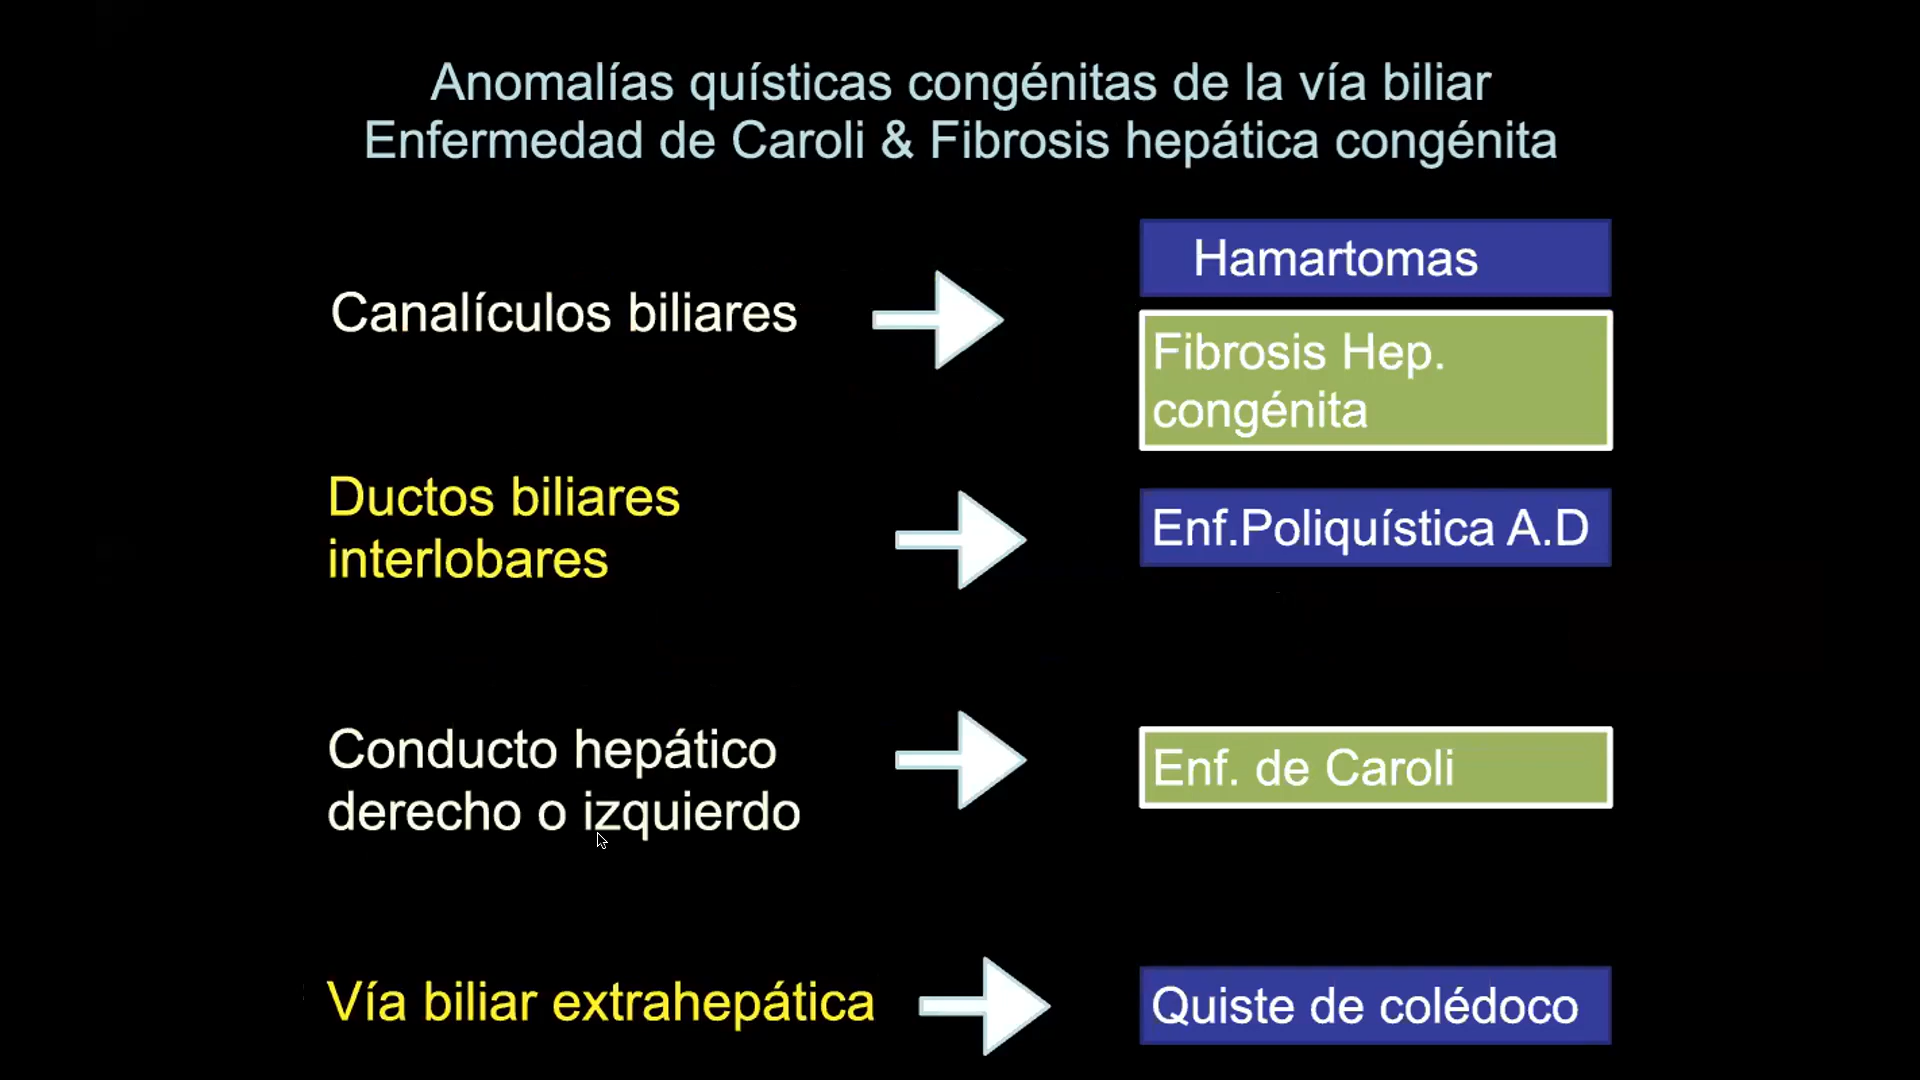 Anomalías quísticas congénitas de la vía biliar
Enfermedad de Caroli & Fibrosis hepática congénita
Canalículos biliares
Hamartomas
Fibrosis Hep.
congénita
Ductos biliares
interlobares
Enf.Poliquística A.D
Conducto hepático
derecho o izquierdo
Enf. de Caroli
Vía biliar extrahepática
Quiste de colédoco